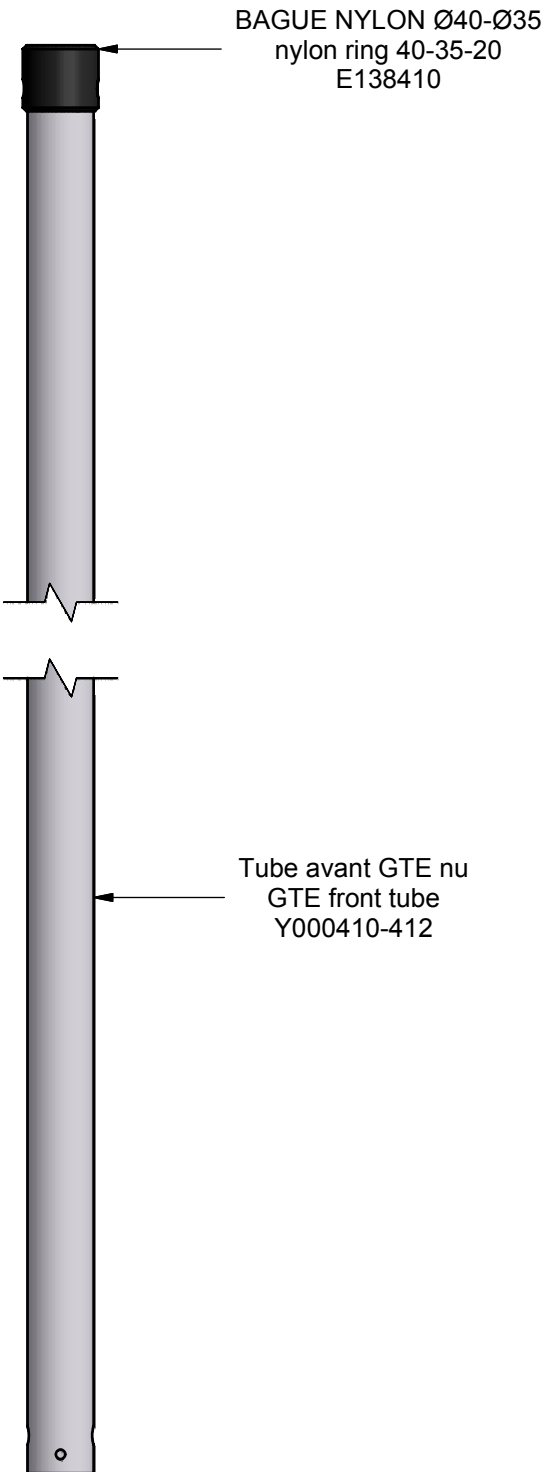 BAGUE NYLON Ø40-Ø35
nylon ring 40-35-20
E138410
Tube avant GTE nu
GTE front tube
Y000410-412